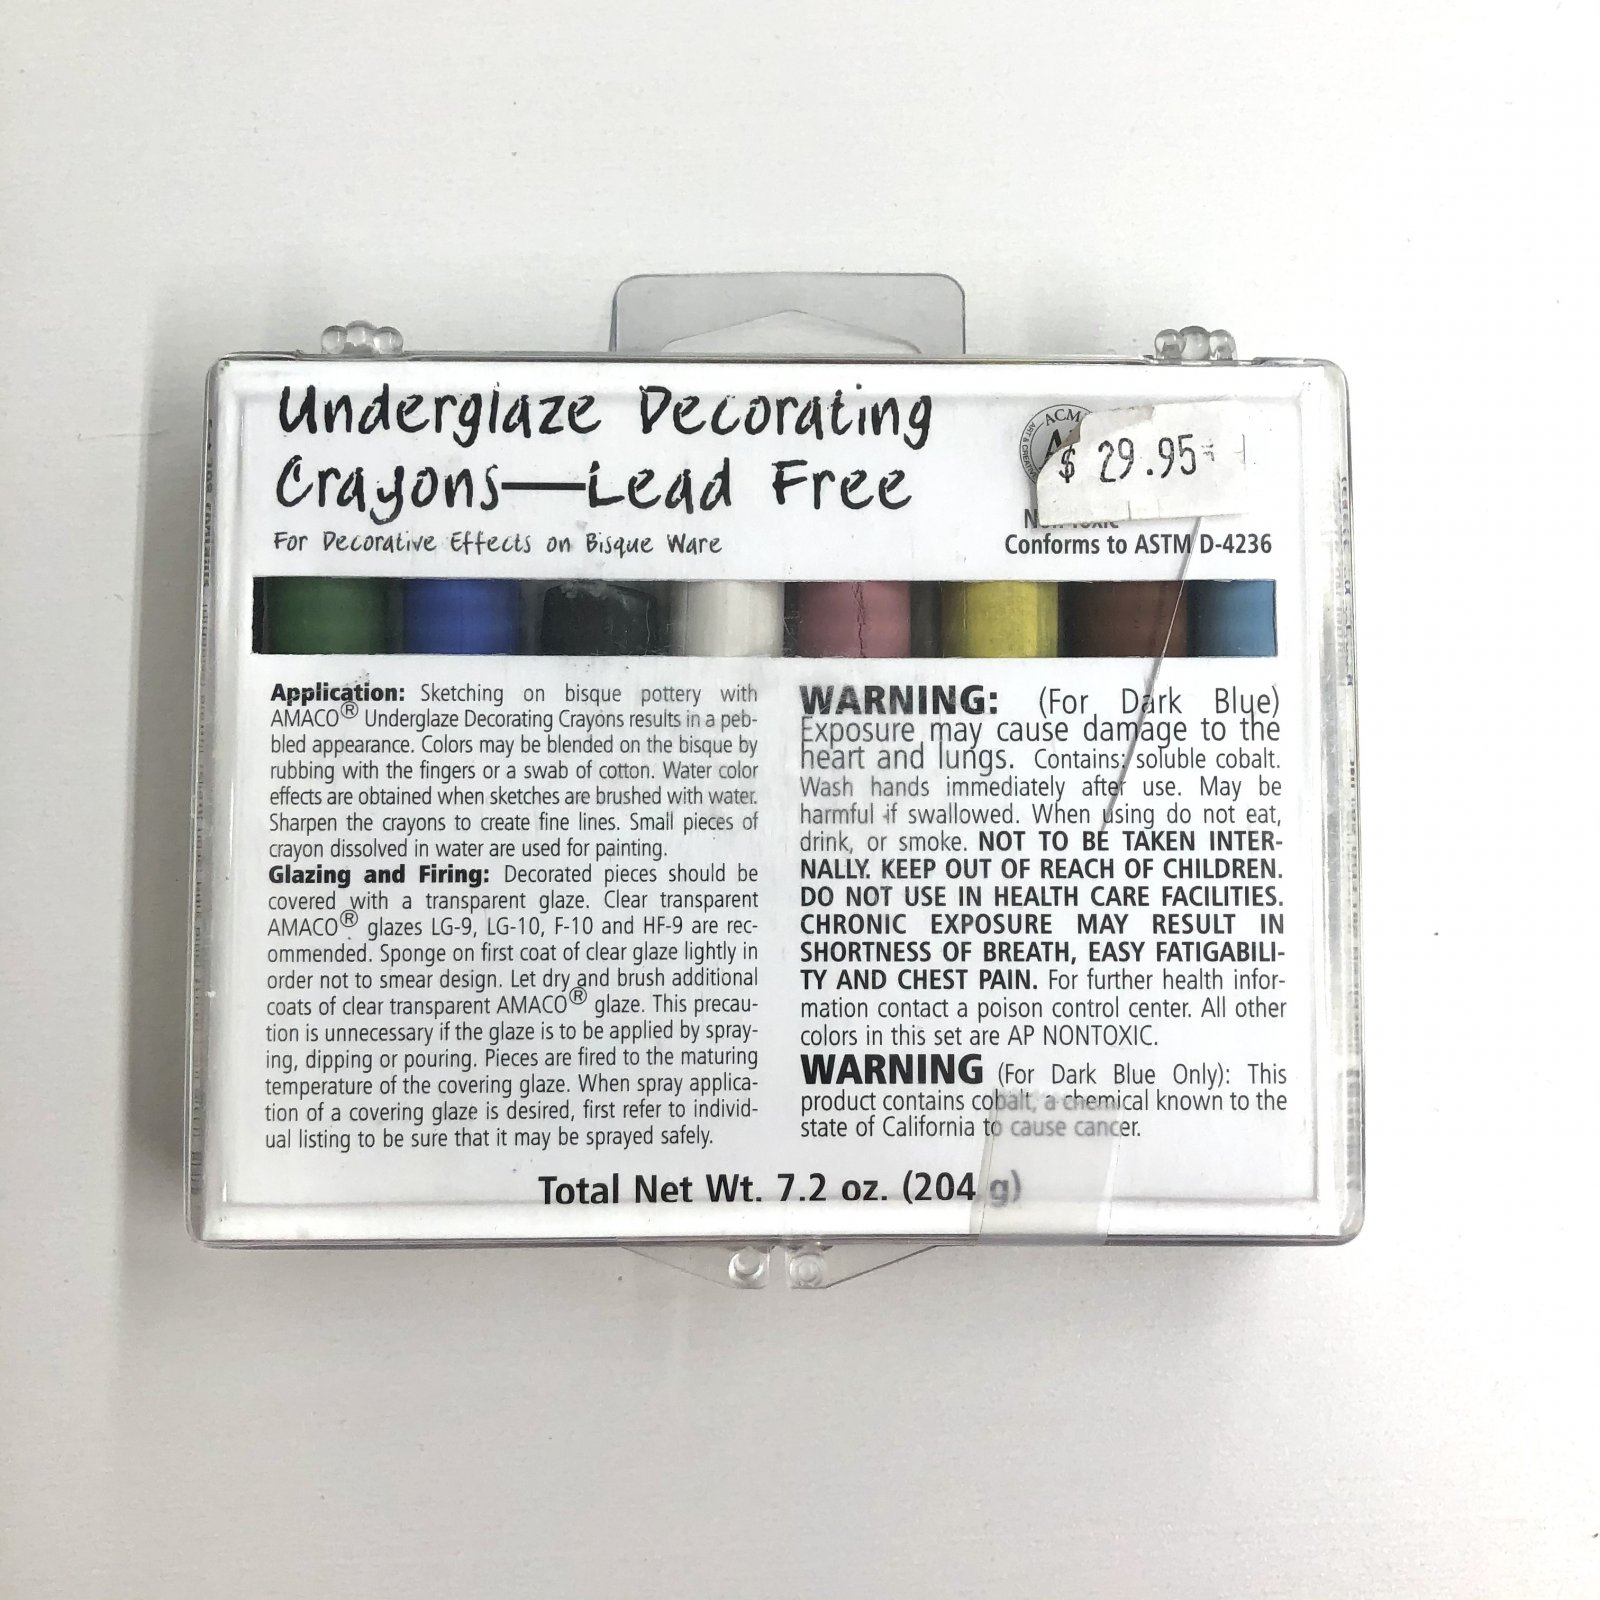 Underglaze Decorating
Crayons—Lead Free
For Decorative Effects on Bisque Ware
ACM
$ 29.95
Conforms to ASTM D-4236
Application: Sketching on bisque pottery with
AMACO® Underglaze Decorating Crayons results in a peb-
bled appearance. Colors may be blended on the bisque by
rubbing with the fingers or a swab of cotton. Water color
effects are obtained when sketches are brushed with water.
Sharpen the crayons to create fine lines. Small pieces of
crayon dissolved in water are used for painting.
Glazing and Firing: Decorated pieces should be
covered with a transparent glaze. Clear transparent
AMACO® glazes LG-9, LG-10, F-10 and HF-9 are rec-
ommended. Sponge on first coat of clear glaze lightly in
order not to smear design. Let dry and brush additional
coats of clear transparent AMACO® glaze. This precau-
tion is unnecessary if the glaze is to be applied by spray-
ing, dipping or pouring. Pieces are fired to the maturing
temperature of the covering glaze. When spray applica-
tion of a covering glaze is desired, first refer to individ-
ual listing to be sure that it may be sprayed safely.
WARNING: (For Dark Blue)
Exposure may cause damage to the
heart and lungs. Contains: soluble cobalt.
Wash hands immediately after use. May be
harmful if swallowed. When using do not eat,
drink, or smoke. NOT TO BE TAKEN INTER-
NALLY. KEEP OUT OF REACH OF CHILDREN.
DO NOT USE IN HEALTH CARE FACILITIES.
CHRONIC EXPOSURE MAY RESULT IN
SHORTNESS OF BREATH, EASY FATIGABILI-
TY AND CHEST PAIN. For further health infor-
mation contact a poison control center. All other
colors in this set are AP NONTOXIC.
WARNING (For Dark Blue Only): This
product contains cobalt, a chemical known to the
state of California to cause cancer.
Total Net Wt. 7.2 oz. (204 g)